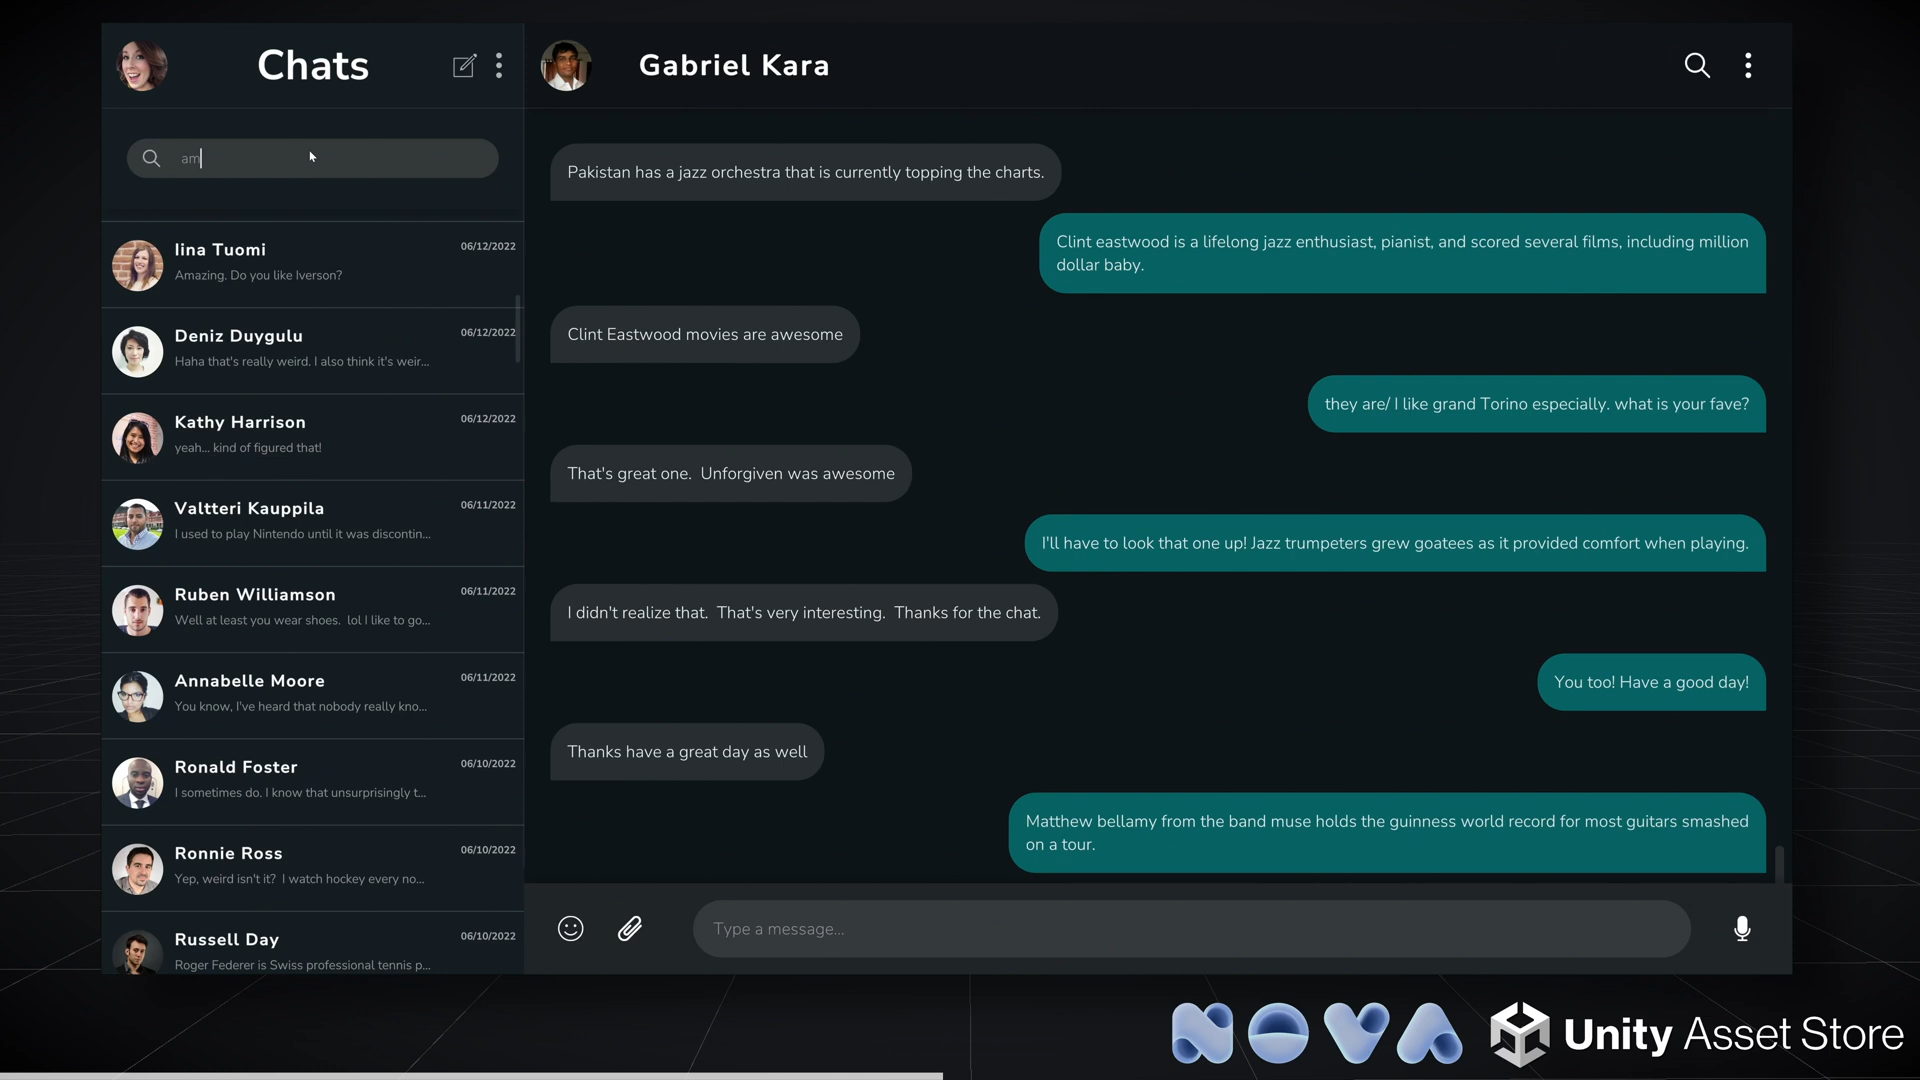 Chats
am
Iina Tuomi
06/12/2022
Amazing. Do you like Iverson?
Deniz Duygulu
06/12/2022
Haha that's really weird. I also think it's weir...
Kathy Harrison
06/12/2022
yeah... kind of figured that!
Valtteri Kauppila
06/11/2022
I used to play Nintendo until it was discontin...
Ruben Williamson
06/11/2022
Well at least you wear shoes.  lol I like to go...
Annabelle Moore
06/11/2022
You know, I've heard that nobody really kno...
Ronald Foster
06/10/2022
I sometimes do. I know that unsurprisingly t...
Ronnie Ross
06/10/2022
Yep, weird isn't it?  I watch hockey every no...
Russell Day
06/10/2022
Roger Federer is Swiss professional tennis p...
Gabriel Kara
Pakistan has a jazz orchestra that is currently topping the charts.
Clint eastwood is a lifelong jazz enthusiast, pianist, and scored several films, including million
dollar baby.
Clint Eastwood movies are awesome
they are/ I like grand Torino especially. what is your fave?
That's great one.  Unforgiven was awesome
I'll have to look that one up! Jazz trumpeters grew goatees as it provided comfort when playing.
I didn't realize that.  That's very interesting.  Thanks for the chat.
You too! Have a good day!
Thanks have a great day as well
Matthew bellamy from the band muse holds the guinness world record for most guitars smashed
on a tour.
Type a message...
NOVA
Unity Asset Store